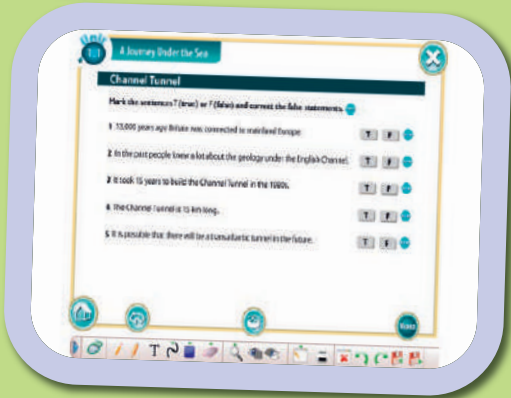 A Journey Under the Sea
Channel Tunnel
Mark the sentences T (true) or F (false) and correct the false statements.
1 13,000 years ago Britain was connected to mainland Europe.
T F
2 In the past people knew a lot about the geology under the English Channel.
T F
3 It took 15 years to build the Channel Tunnel in the 1980s.
T F
4 The Channel Tunnel is 15 km long.
T F
5 It is possible that there will be a transatlantic tunnel in the future.
T F
Video
T